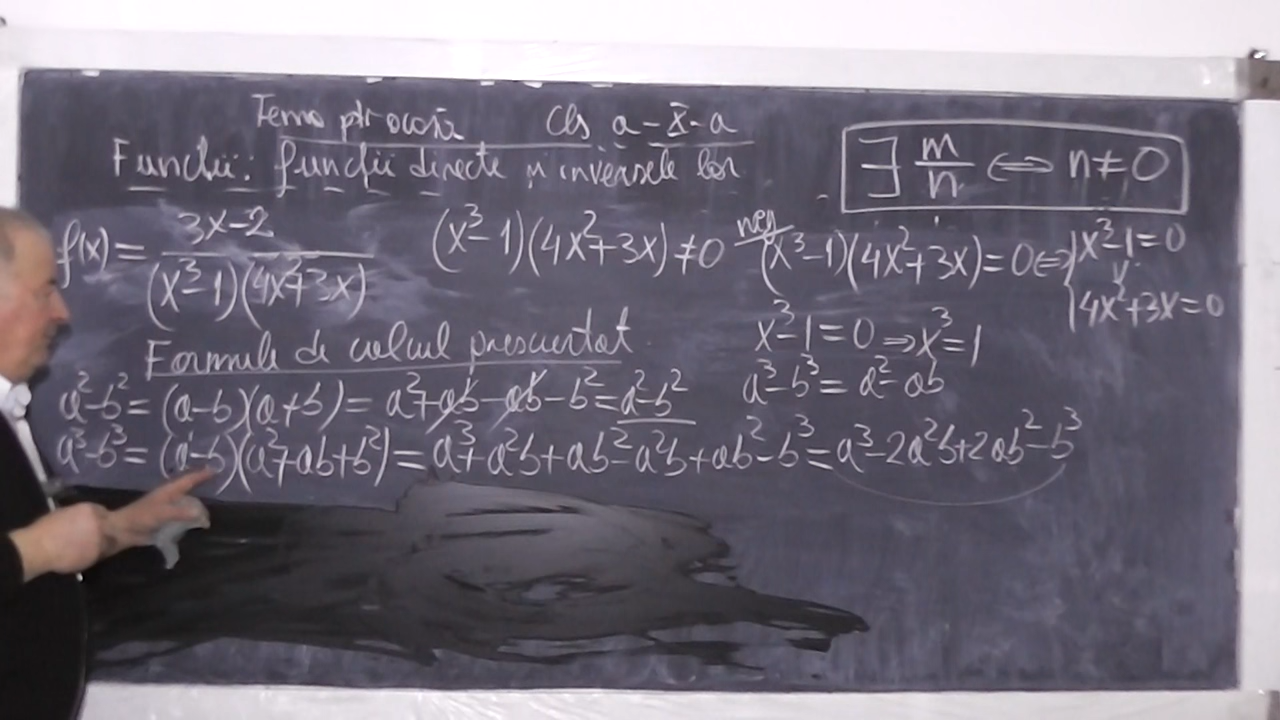 Tema ptr acasă cls a-X-a
Funcții: funcții directe și inversele lor
∃ m/n ⇔ n≠0
f(x) = (3x-2)/((x³-1)(4x²+3x))
(x³-1)(4x²+3x)≠0
neg
(x³-1)(4x²+3x)=0⇔
x³-1=0
v
4x²+3x=0
x³-1=0 ⇒ x³=1
Formule de calcul prescurtat
a²-b²=(a-b)(a+b)=a²+ab-ab-b²=a²-b²
a³-b³=a²-ab
a³-b³=(a-b)(a²+ab+b²)=a³+a²b+ab²-a²b+ab²-b³=a³-2a²b+2ab²-b³